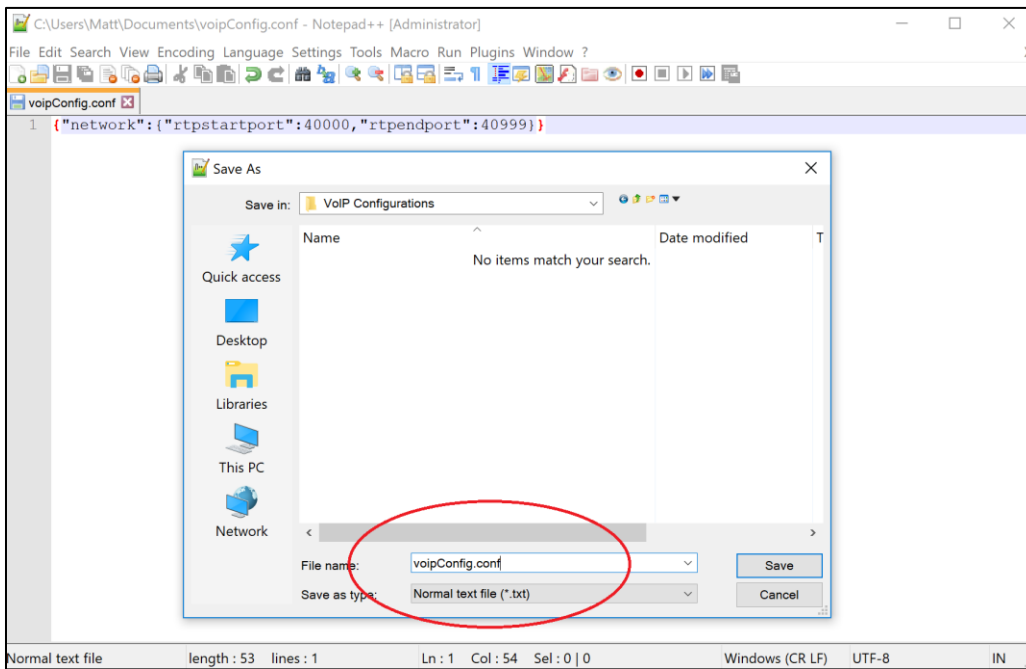 C:\Users\Matt\Documents\voipConfig.conf - Notepad++ [Administrator]
File Edit Search View Encoding Language Settings Tools Macro Run Plugins Window ?
voipConfig.conf
1 {"network":{"rtpstartport":40000,"rtpendport":40999}}
Save As
Save in: VoIP Configurations
Name Date modified T
No items match your search.
Quick access
Desktop
Libraries
This PC
Network
File name: voipConfig.conf
Save
Save as type: Normal text file (*.txt)
Cancel
Normal text file length : 53 lines : 1 Ln : 1 Col : 54 Sel : 0 | 0 Windows (CR LF) UTF-8 IN